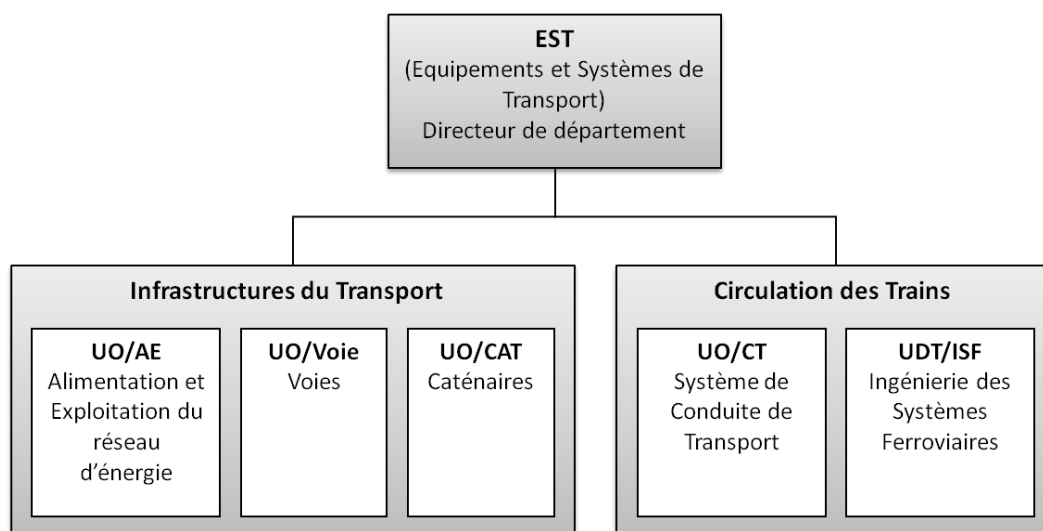 EST
(Equipements et Systèmes de
Transport)
Directeur de département
Infrastructures du Transport
UO/AE
Alimentation et
Exploitation du
réseau
d’énergie
UO/Voie
Voies
UO/CAT
Caténaires
Circulation des Trains
UO/CT
Système de
Conduite de
Transport
UDT/ISF
Ingénierie des
Systèmes
Ferroviaires